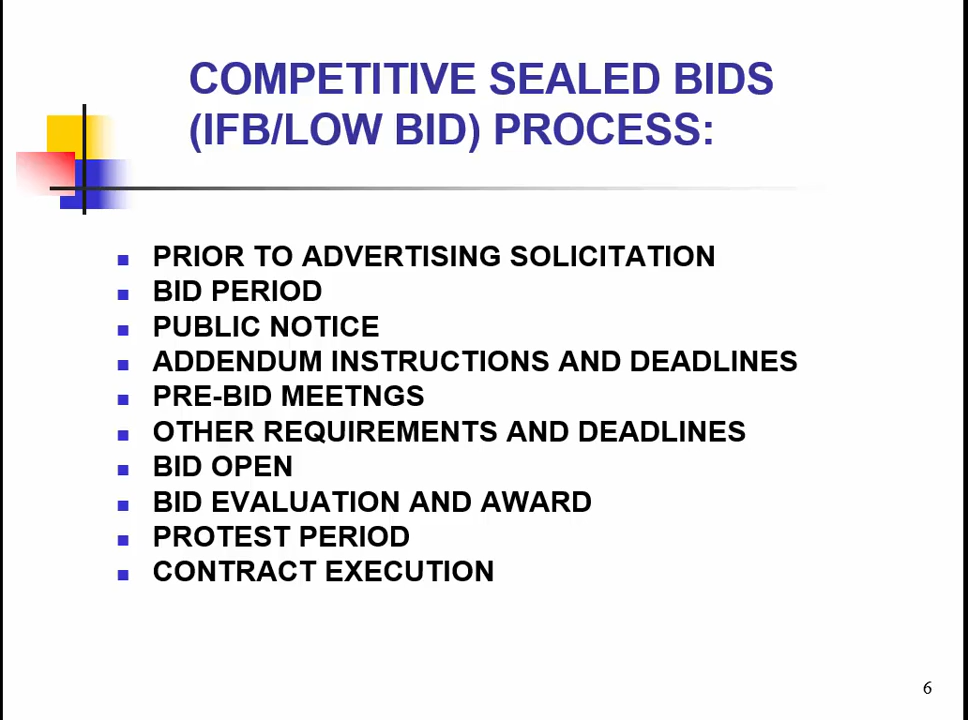 COMPETITIVE SEALED BIDS
(IFB/LOW BID) PROCESS:
PRIOR TO ADVERTISING SOLICITATION
BID PERIOD
PUBLIC NOTICE
ADDENDUM INSTRUCTIONS AND DEADLINES
PRE-BID MEETNGS
OTHER REQUIREMENTS AND DEADLINES
BID OPEN
BID EVALUATION AND AWARD
PROTEST PERIOD
CONTRACT EXECUTION
6